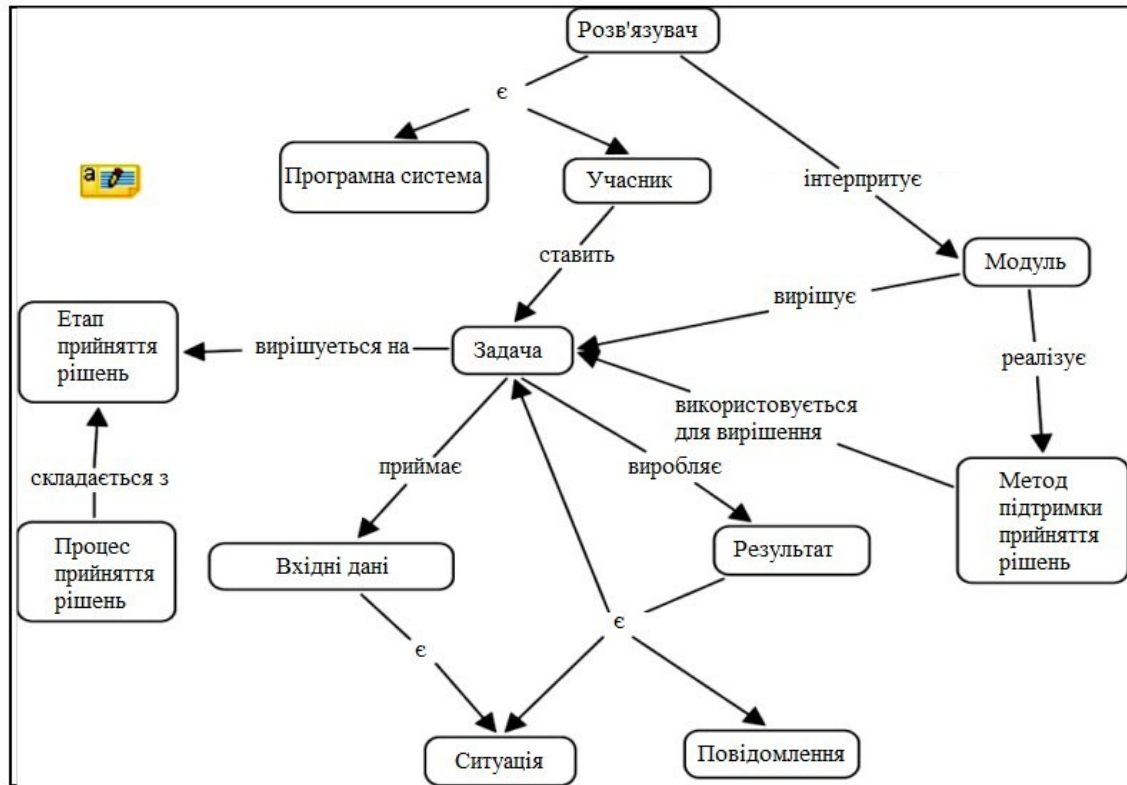 Розв'язувач
є
Програмна система
Учасник
інтерпритує
ставить
Модуль
вирішує
Етап
прийняття
рішень
вирішується на
Задача
реалізує
використовується
для вирішення
складається з
приймає
виробляє
Метод
підтримки
прийняття
рішень
Процес
прийняття
рішень
Вхідні дані
Результат
є
є
Ситуація
Повідомлення
a